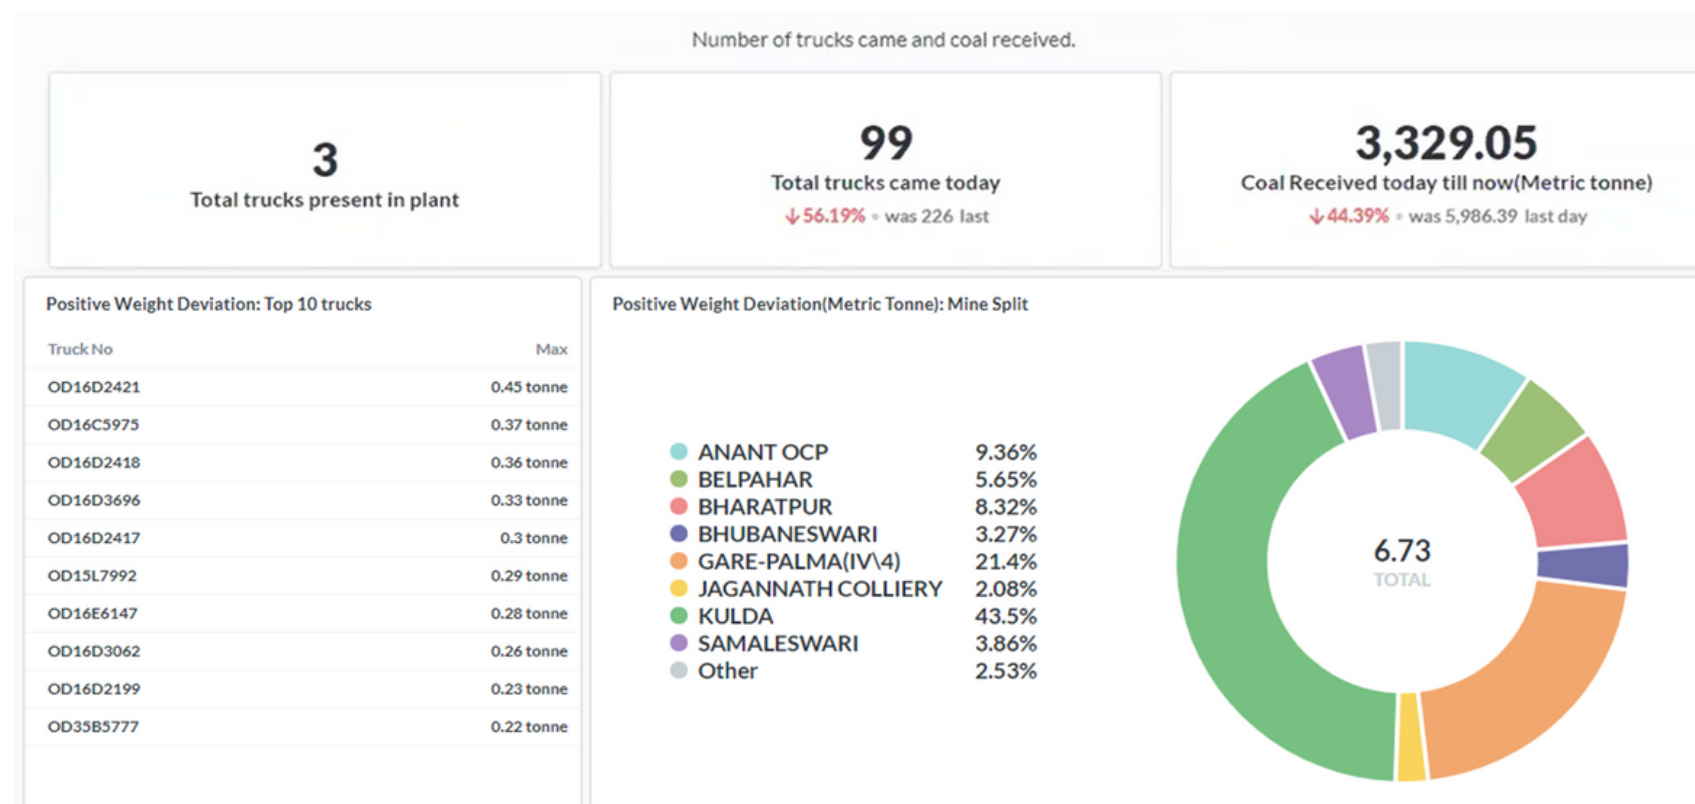 Number of trucks came and coal received.
3
Total trucks present in plant
99
Total trucks came today
↓56.19% • was 226 last
3,329.05
Coal Received today till now(Metric tonne)
↓44.39% • was 5,986.39 last day
Positive Weight Deviation: Top 10 trucks
Truck No Max
OD16D2421 0.45 tonne
OD16C5975 0.37 tonne
OD16D2418 0.36 tonne
OD16D3696 0.33 tonne
OD16D2417 0.3 tonne
OD15L7992 0.29 tonne
OD16E6147 0.28 tonne
OD16D3062 0.26 tonne
OD16D2199 0.23 tonne
OD35B5777 0.22 tonne
Positive Weight Deviation(Metric Tonne): Mine Split
ANANT OCP 9.36%
BELPAHAR 5.65%
BHARATPUR 8.32%
BHUBANESWARI 3.27%
GARE-PALMA(IV\4) 21.4%
JAGANNATH COLLIERY 2.08%
KULDA 43.5%
SAMALESWARI 3.86%
Other 2.53%
6.73
TOTAL